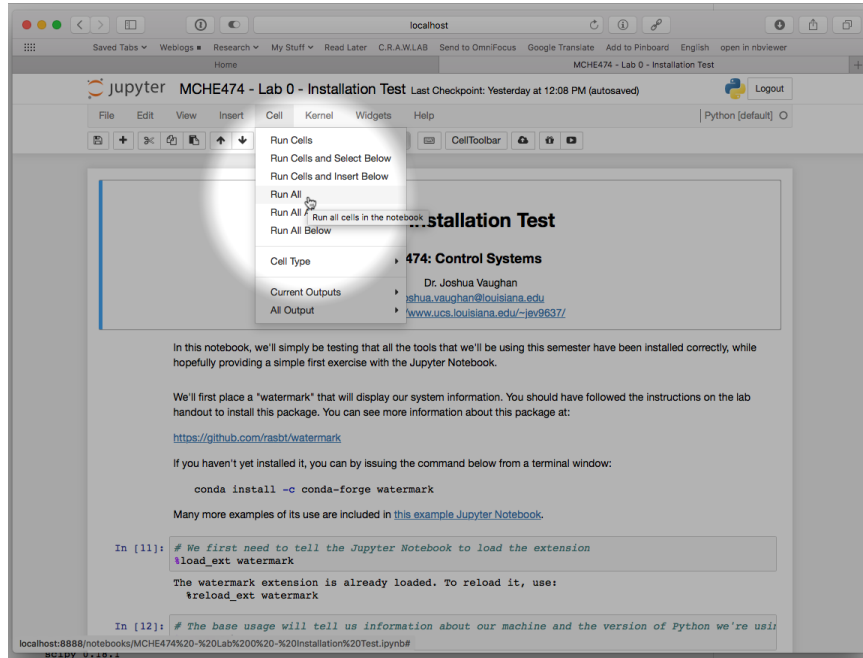 localhost
Saved Tabs Weblogs Research My Stuff Read Later C.R.A.W.LAB Send to OmniFocus Google Translate Add to Pinboard English open in nbviewer
Home MCHE474 - Lab 0 - Installation Test
jupyter MCHE474 - Lab 0 - Installation Test Last Checkpoint: Yesterday at 12:08 PM (autosaved) Logout
File Edit View Insert Cell Kernel Widgets Help Python [default]
CellToolbar
Run Cells
Run Cells and Select Below
Run Cells and Insert Below
Run All
Run All
Run all cells in the notebook
Run All Below
Cell Type
Current Outputs
All Output
Installation Test
474: Control Systems
Dr. Joshua Vaughan
joshua.vaughan@louisiana.edu
/www.ucs.louisiana.edu/~jev9637/
In this notebook, we'll simply be testing that all the tools that we'll be using this semester have been installed correctly, while
hopefully providing a simple first exercise with the Jupyter Notebook.
We'll first place a "watermark" that will display our system information. You should have followed the instructions on the lab
handout to install this package. You can see more information about this package at:
https://github.com/rasbt/watermark
If you haven't yet installed it, you can by issuing the command below from a terminal window:
conda install -c conda-forge watermark
Many more examples of its use are included in this example Jupyter Notebook.
In [11]: # We first need to tell the Jupyter Notebook to load the extension
%load_ext watermark
The watermark extension is already loaded. To reload it, use:
%reload_ext watermark
In [12]: # The base usage will tell us information about our machine and the version of Python we're usin
localhost:8888/notebooks/MCHE474%20-%20Lab%200%20-%20Installation%20Test.ipynb#